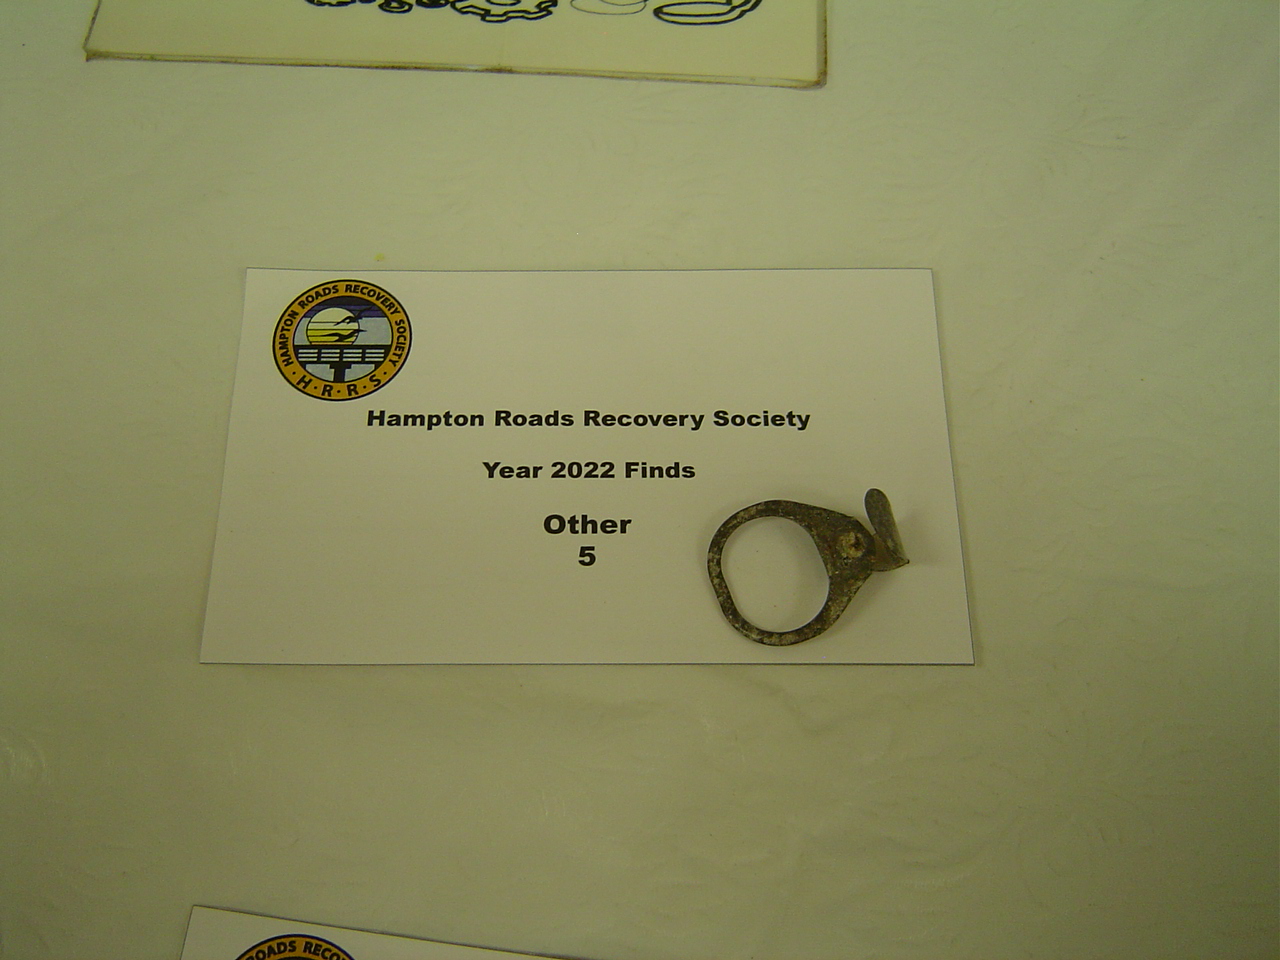 HAMPTON ROADS RECOVERY SOCIETY
· H · R · R · S ·
Hampton Roads Recovery Society
Year 2022 Finds
Other
5
ROADS RECO